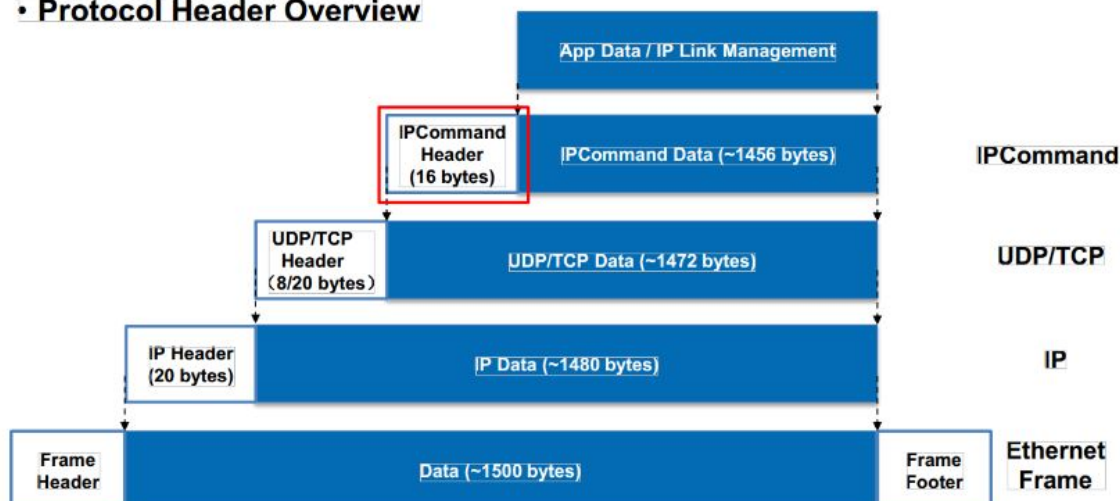 • Protocol Header Overview
App Data / IP Link Management
IPCommand
Header
(16 bytes)
IPCommand Data (~1456 bytes)
IPCommand
UDP/TCP
Header
（8/20 bytes）
UDP/TCP Data (~1472 bytes)
UDP/TCP
IP Header
(20 bytes)
IP Data (~1480 bytes)
IP
Frame
Header
Data (~1500 bytes)
Frame
Footer
Ethernet
Frame